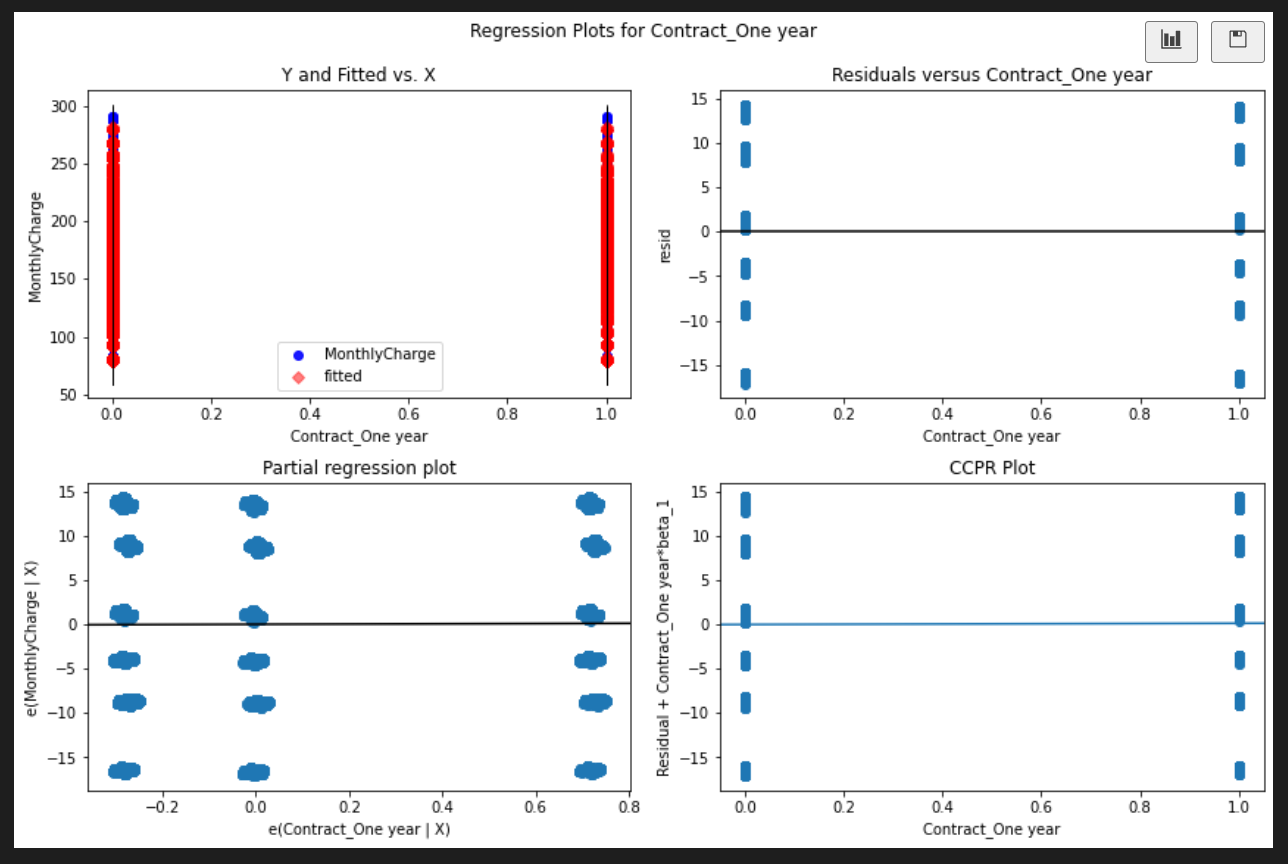 Regression Plots for Contract_One year
Y and Fitted vs. X
300
250
200
150
100
50
MonthlyCharge
MonthlyCharge
fitted
0.0 0.2 0.4 0.6 0.8 1.0
Contract_One year
Residuals versus Contract_One year
15
10
5
0
−5
−10
−15
resid
0.0 0.2 0.4 0.6 0.8 1.0
Contract_One year
Partial regression plot
15
10
5
0
−5
−10
−15
e(MonthlyCharge | X)
−0.2 0.0 0.2 0.4 0.6 0.8
e(Contract_One year | X)
CCPR Plot
15
10
5
0
−5
−10
−15
Residual + Contract_One year*beta_1
0.0 0.2 0.4 0.6 0.8 1.0
Contract_One year